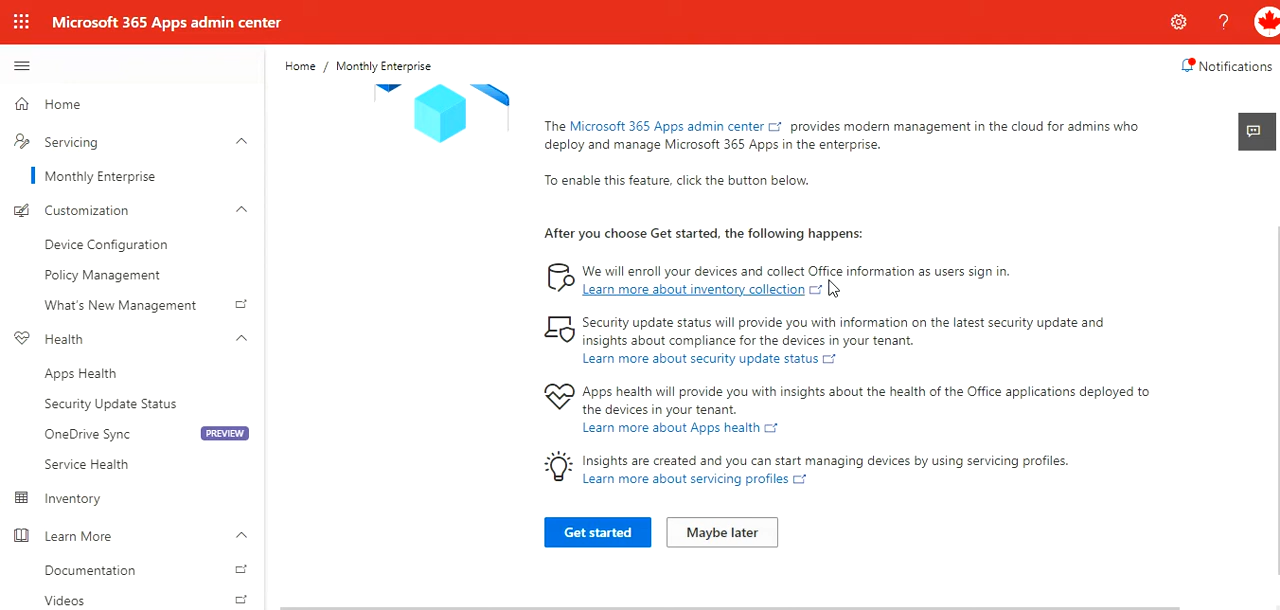 Microsoft 365 Apps admin center
Home / Monthly Enterprise
Notifications
Home
Servicing
Monthly Enterprise
Customization
Device Configuration
Policy Management
What's New Management
Health
Apps Health
Security Update Status
OneDrive Sync PREVIEW
Service Health
Inventory
Learn More
Documentation
Videos
The Microsoft 365 Apps admin center provides modern management in the cloud for admins who
deploy and manage Microsoft 365 Apps in the enterprise.
To enable this feature, click the button below.
After you choose Get started, the following happens:
We will enroll your devices and collect Office information as users sign in.
Learn more about inventory collection
Security update status will provide you with information on the latest security update and
insights about compliance for the devices in your tenant.
Learn more about security update status
Apps health will provide you with insights about the health of the Office applications deployed to
the devices in your tenant.
Learn more about Apps health
Insights are created and you can start managing devices by using servicing profiles.
Learn more about servicing profiles
Get started
Maybe later